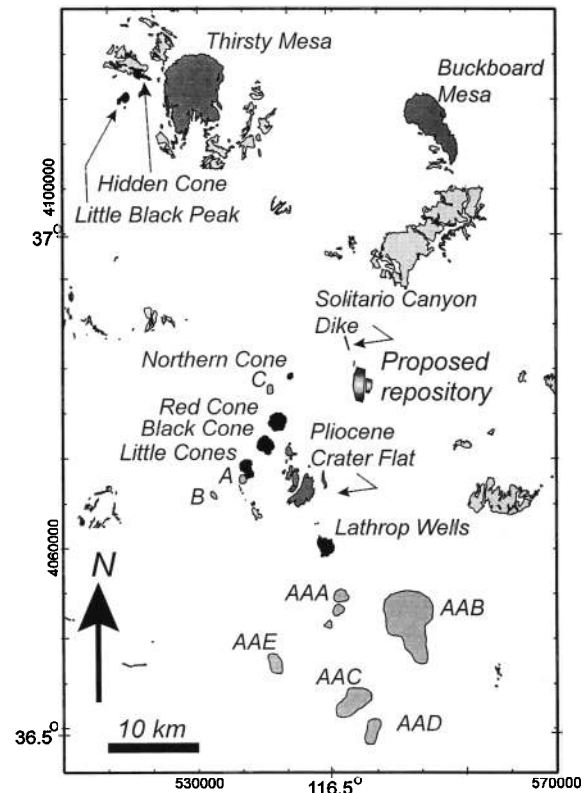 Thirsty Mesa
Buckboard
Mesa
Hidden Cone
Little Black Peak
4100000
37°
Solitario Canyon
Dike
Northern Cone
C
Proposed
repository
Red Cone
Black Cone
Little Cones
Pliocene
Crater Flat
A
B
Lathrop Wells
4060000
N
AAA
AAB
AAE
AAC
AAD
10 km
36.5°
530000
116.5°
570000